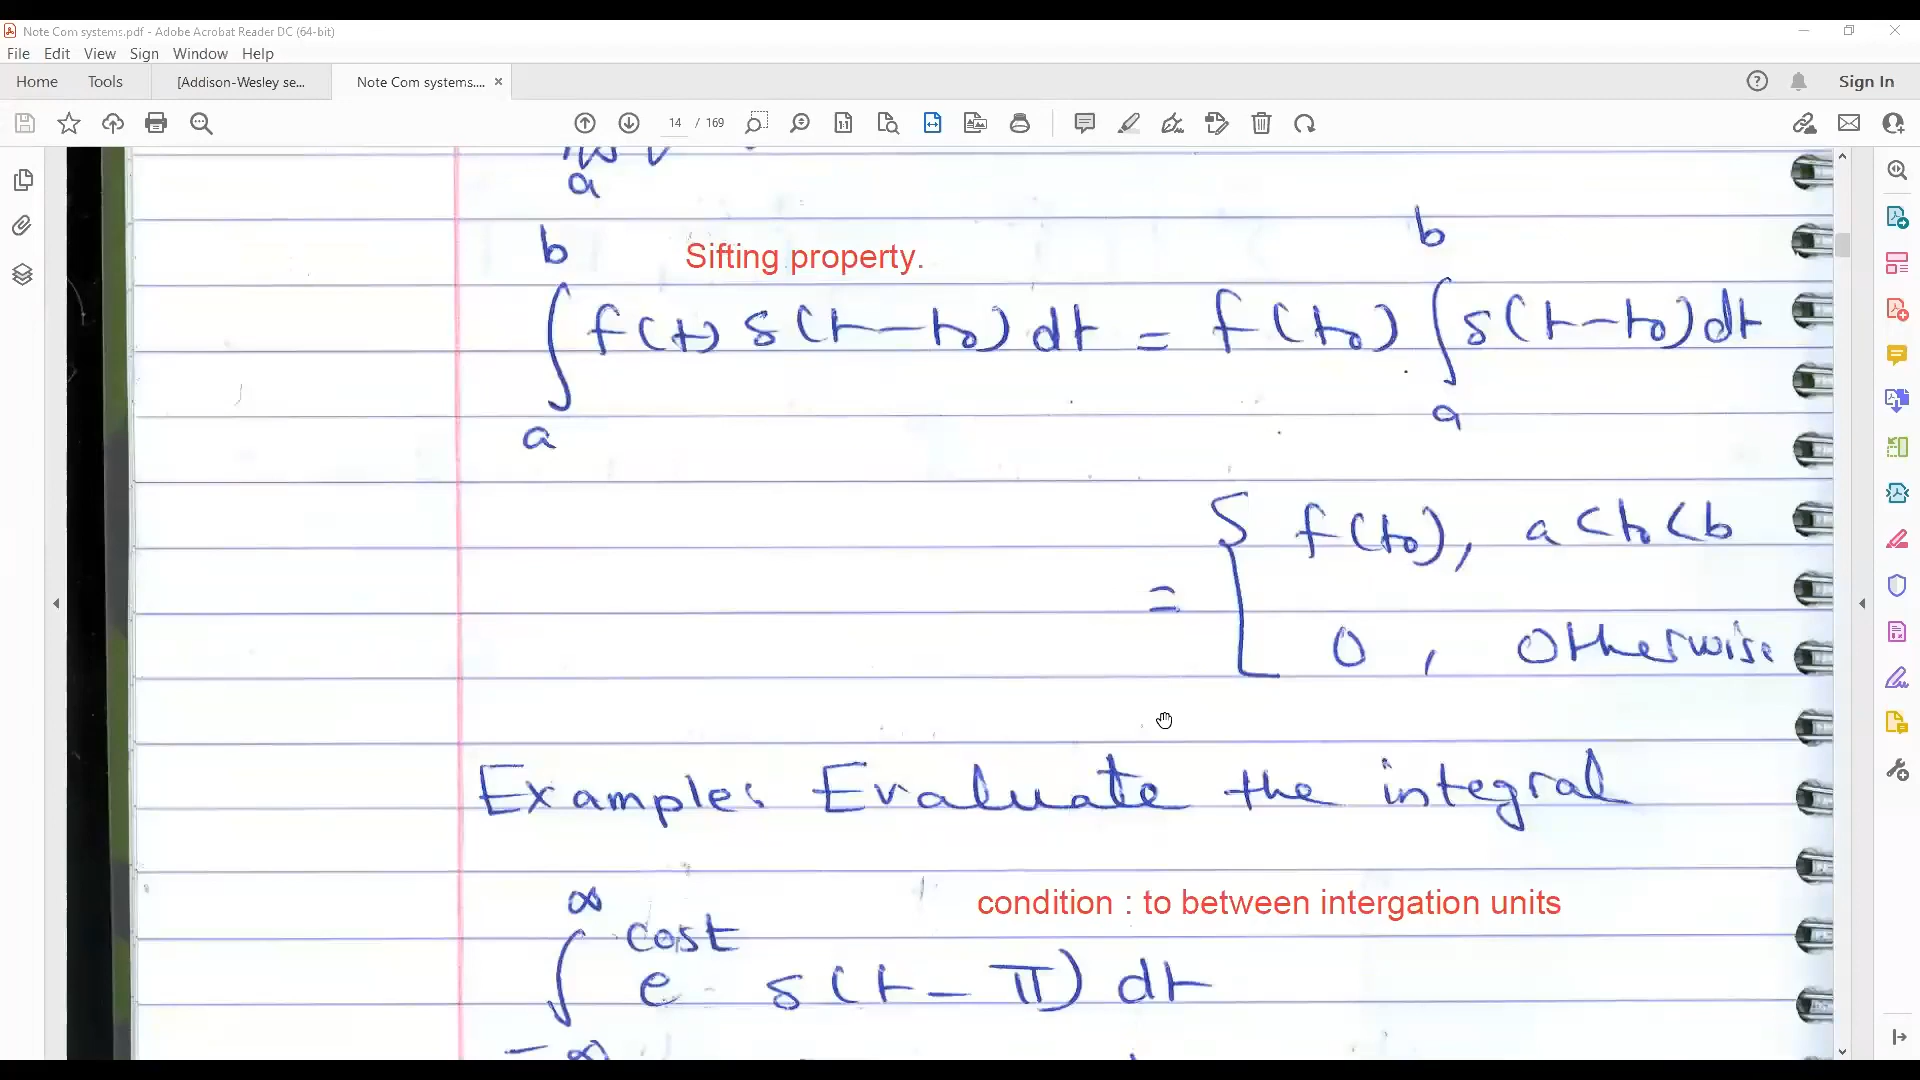 Note Com systems.pdf - Adobe Acrobat Reader DC (64-bit)
File Edit View Sign Window Help
Home Tools [Addison-Wesley se... Note Com systems.... × Sign In
14 / 169
a
b Sifting property. b
∫ f(t) δ(t-t0) dt = f(t0) ∫ δ(t-t0) dt
a a
= { f(t0), a<t0<b
0 , Otherwise
Example: Evaluate the integral
∞ condition : to between intergation units
cost
∫ e δ(t-π) dt
-∞